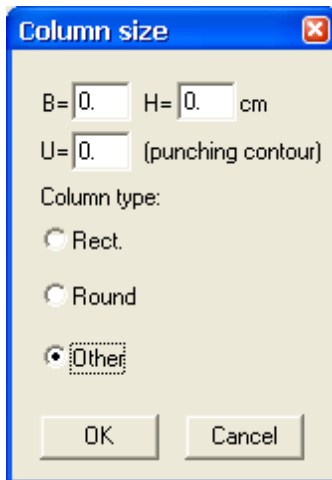 Column size
B= 0. H= 0. cm
U= 0. (punching contour)
Column type:
Rect.
Round
Other
OK Cancel